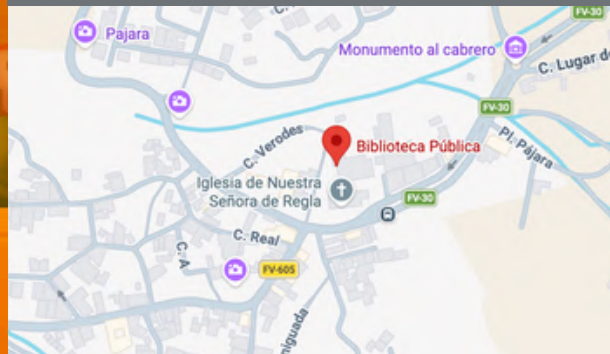 FV-30
Pajara
Monumento al cabrero
C. Lugar de
FV-30
Pl. Pájara
C. Verodes
Biblioteca Pública
Iglesia de Nuestra
Señora de Regla
FV-30
C. Real
C. A
FV-605
niguada